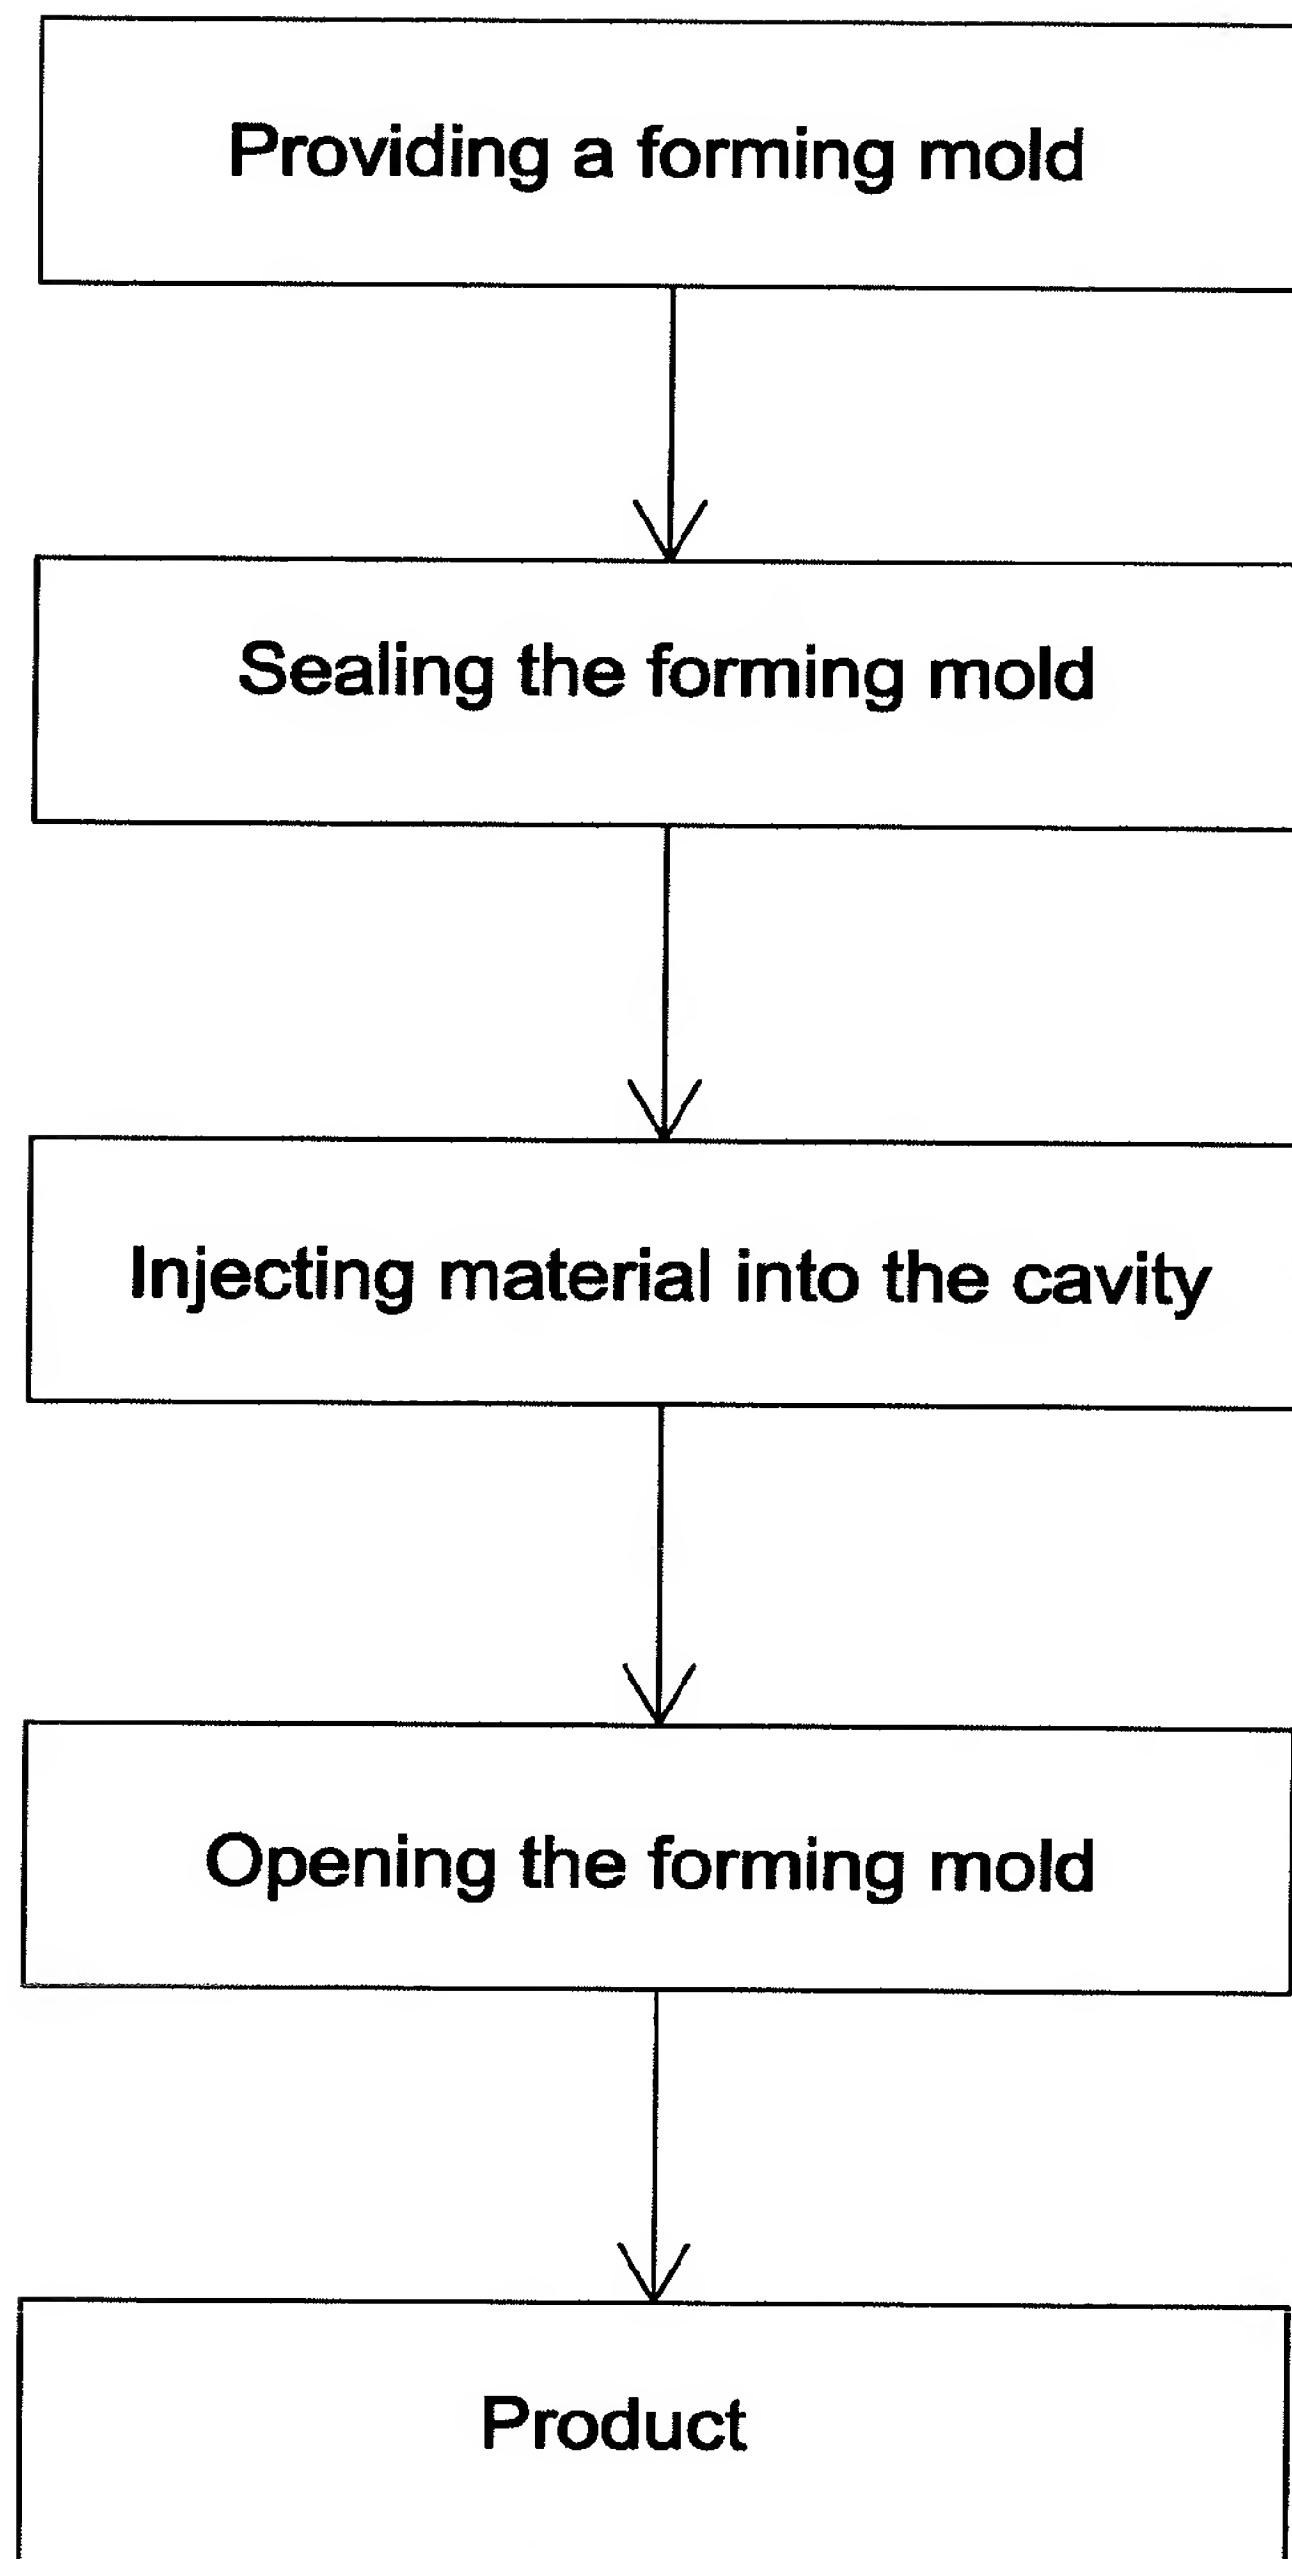 Providing a forming mold
Sealing the forming mold
Injecting material into the cavity
Opening the forming mold
Product